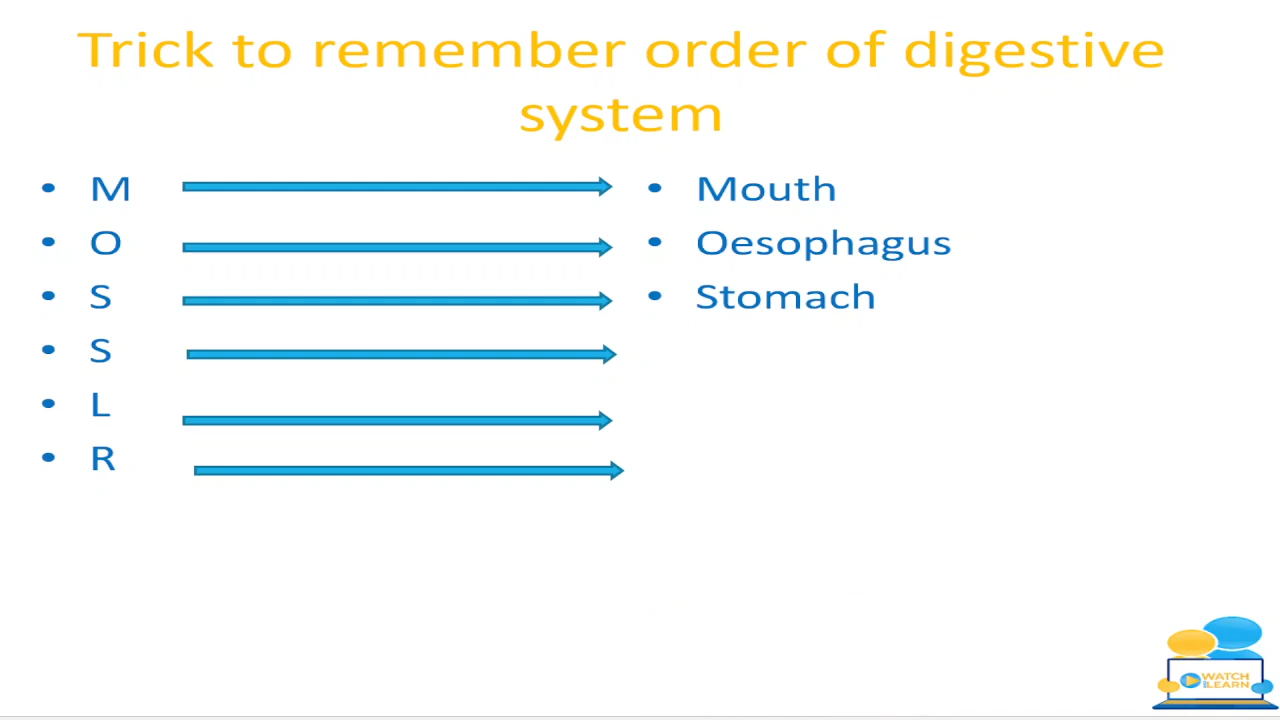 Trick to remember order of digestive
system
• M
• Mouth
• O
• Oesophagus
• S
• Stomach
• S
• L
• R
WATCH
LEARN